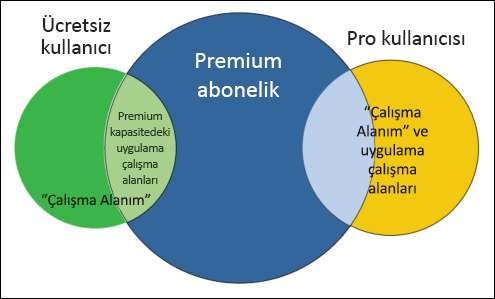 Ücretsiz
kullanıcı
Premium
abonelik
Pro kullanıcısı
Premium
kapasitedeki
uygulama
çalışma
alanları
“Çalışma Alanım”
“Çalışma
Alanım” ve
uygulama
çalışma
alanları